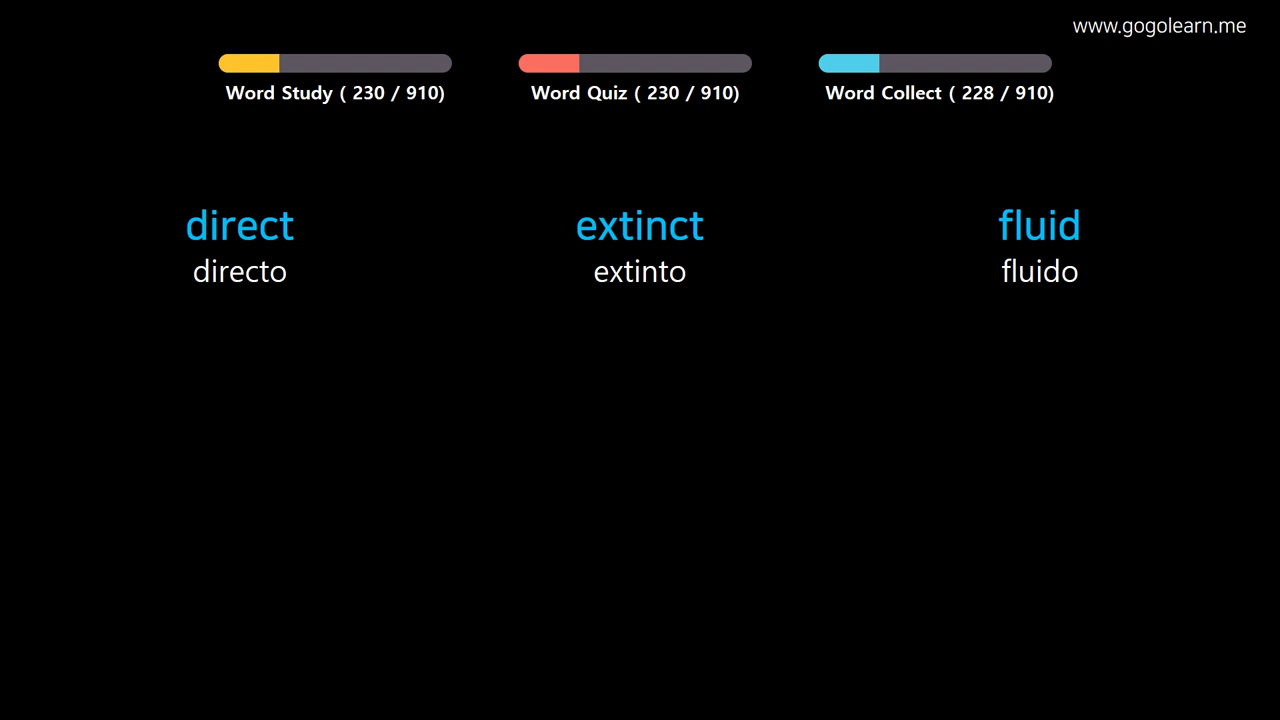 www.gogolearn.me
Word Study ( 230 / 910)
Word Quiz ( 230 / 910)
Word Collect ( 228 / 910)
direct
directo
extinct
extinto
fluid
fluido